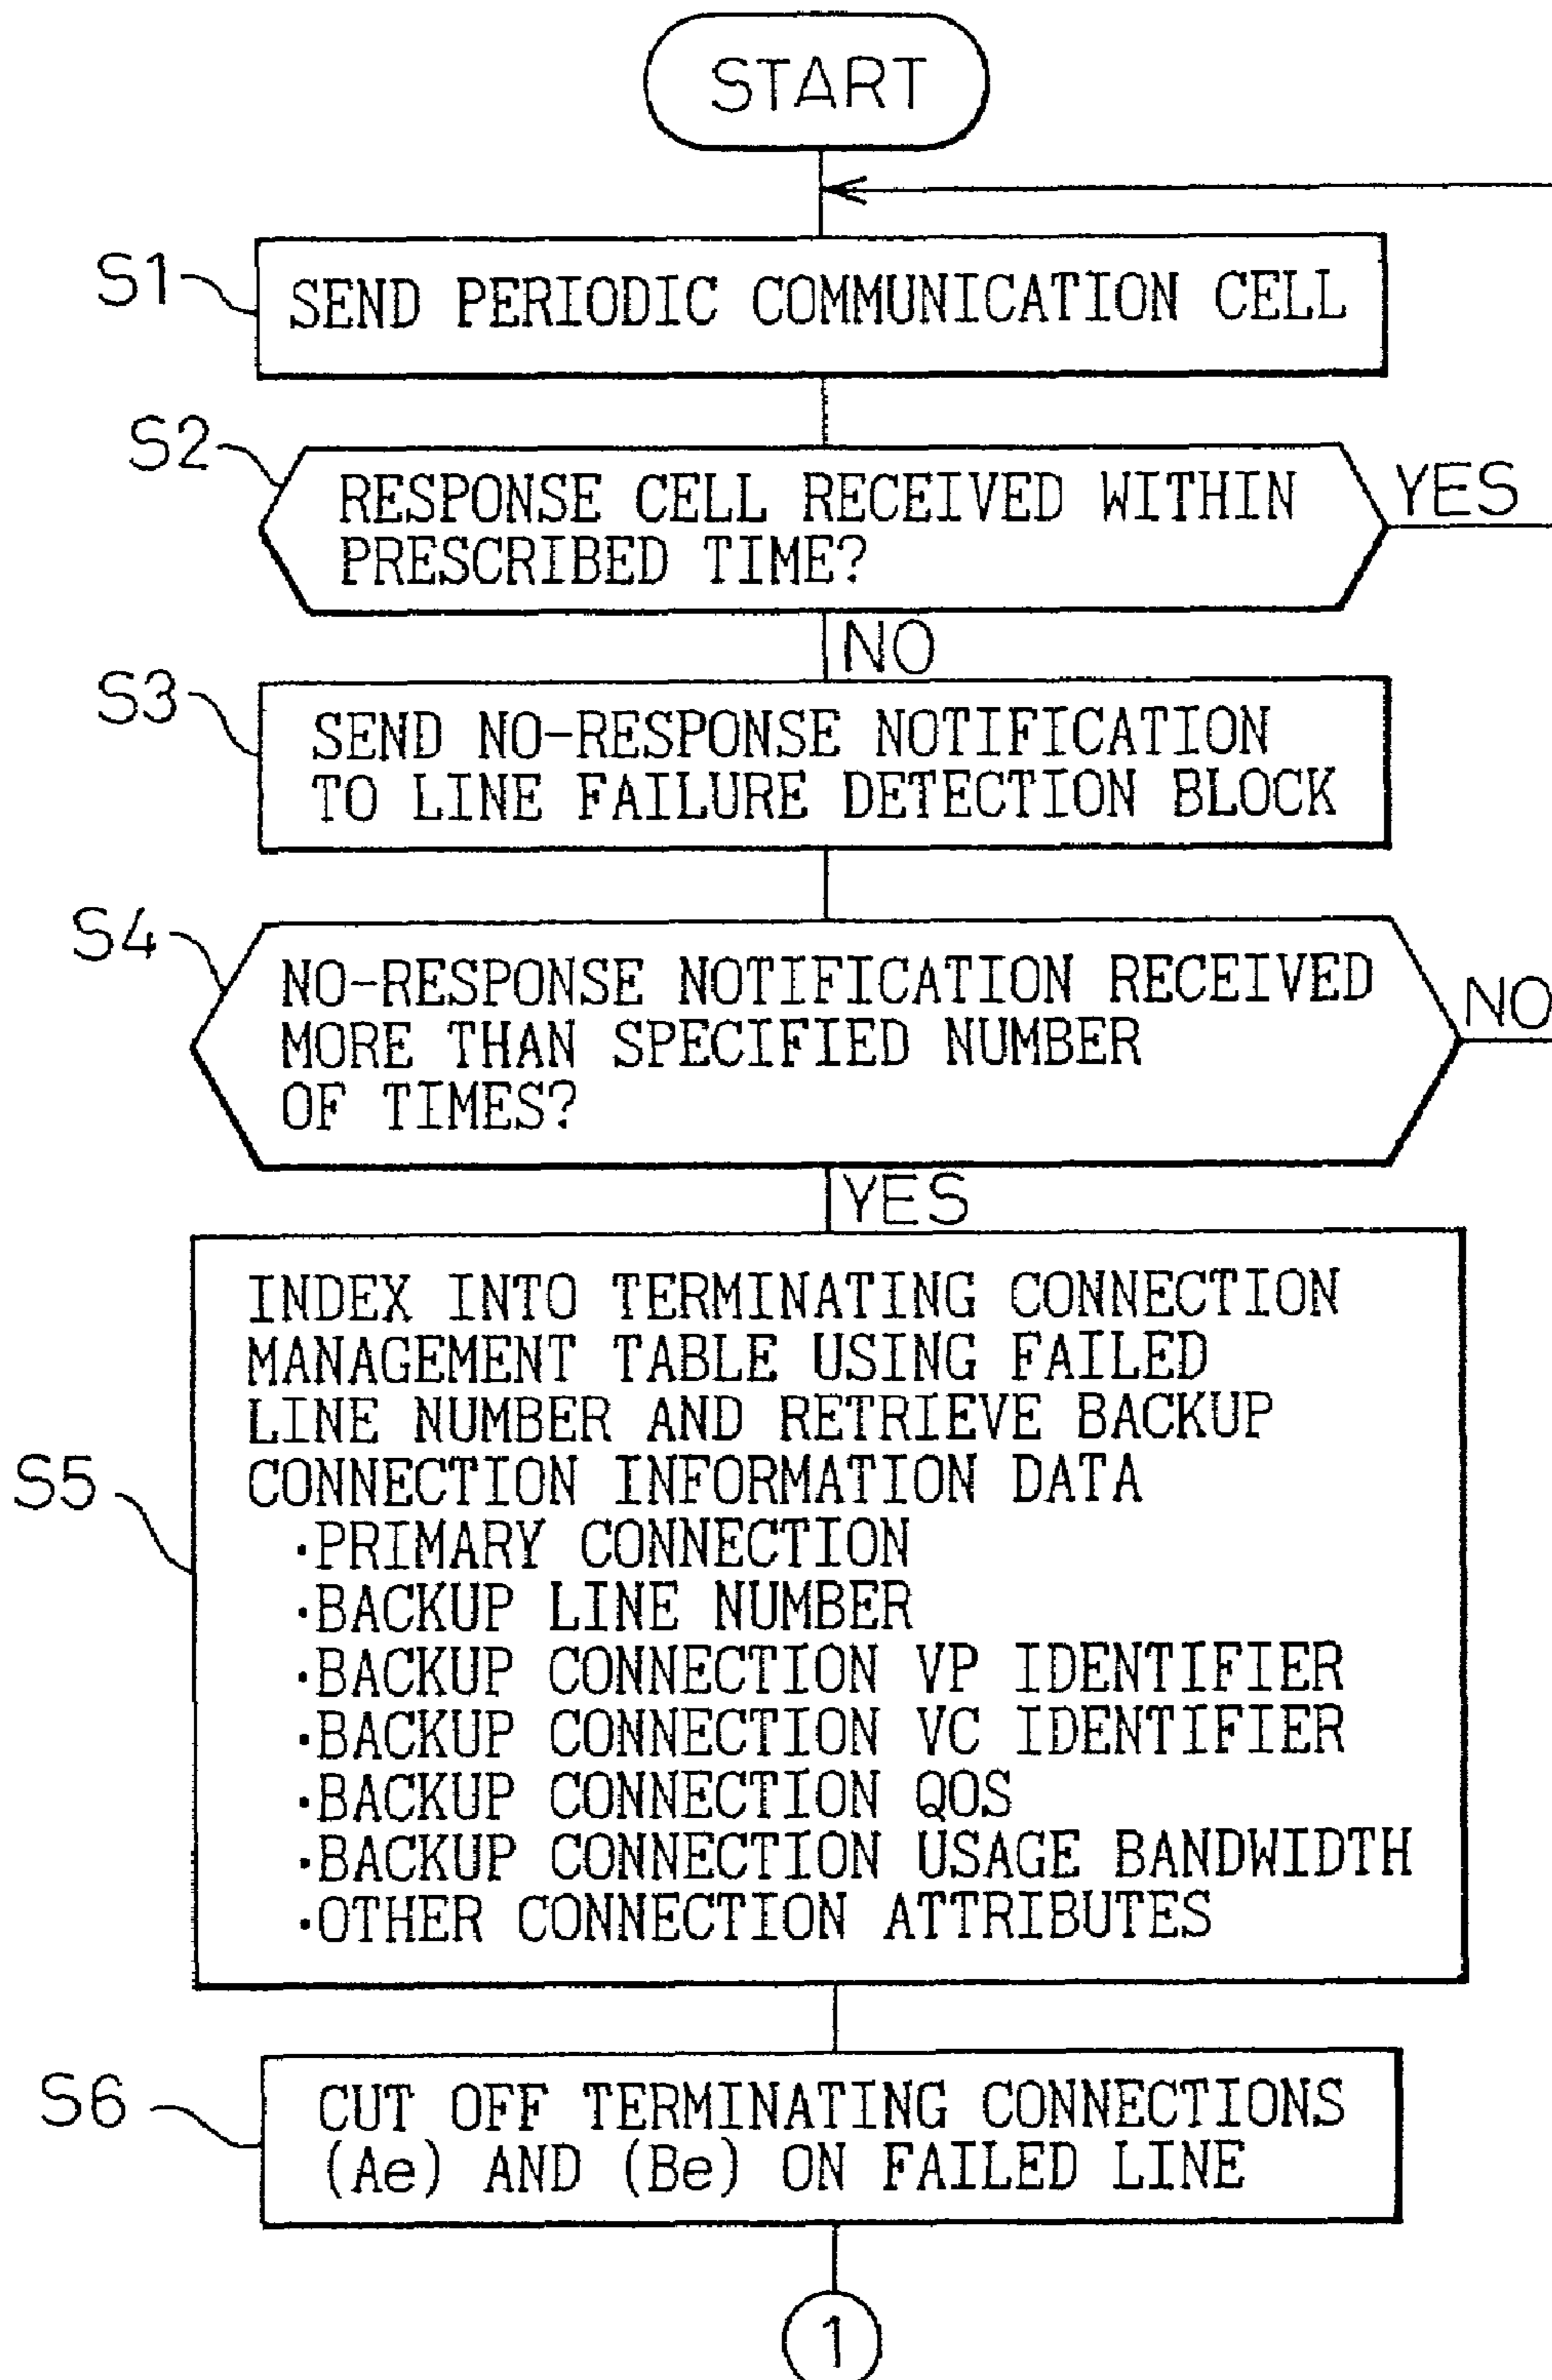 START
S1
SEND PERIODIC COMMUNICATION CELL
S2
RESPONSE CELL RECEIVED WITHIN
PRESCRIBED TIME?
YES
NO
S3
SEND NO-RESPONSE NOTIFICATION
TO LINE FAILURE DETECTION BLOCK
S4
NO-RESPONSE NOTIFICATION RECEIVED
MORE THAN SPECIFIED NUMBER
OF TIMES?
NO
YES
S5
INDEX INTO TERMINATING CONNECTION
MANAGEMENT TABLE USING FAILED
LINE NUMBER AND RETRIEVE BACKUP
CONNECTION INFORMATION DATA
·PRIMARY CONNECTION
·BACKUP LINE NUMBER
·BACKUP CONNECTION VP IDENTIFIER
·BACKUP CONNECTION VC IDENTIFIER
·BACKUP CONNECTION QOS
·BACKUP CONNECTION USAGE BANDWIDTH
·OTHER CONNECTION ATTRIBUTES
S6
CUT OFF TERMINATING CONNECTIONS
(Ae) AND (Be) ON FAILED LINE
1